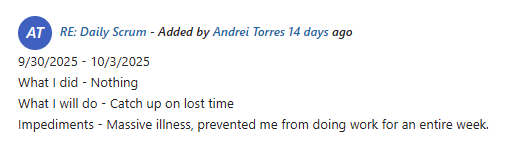 AT
RE: Daily Scrum - Added by Andrei Torres 14 days ago
9/30/2025 - 10/3/2025
What I did - Nothing
What I will do - Catch up on lost time
Impediments - Massive illness, prevented me from doing work for an entire week.